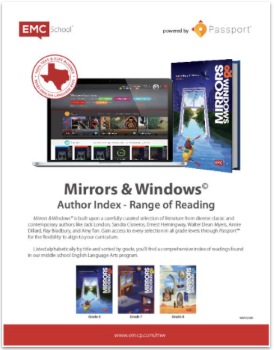 EMC School
powered by Passport
MIRRORS
& WINDOWS
MIRRORS
& WINDOWS
Mirrors & Windows©
Author Index - Range of Reading
Mirrors & Windows™ is built upon a carefully curated selection of literature from diverse classic and
contemporary authors like Jack London, Sandra Cisneros, Ernest Hemingway, Walter Dean Myers, Annie
Dillard, Ray Bradbury, and Amy Tan. Gain access to every selection in all grade levels through Passport™
for the flexibility to align to your curriculum.
Listed alphabetically by title and sorted by grade, you'll find a comprehensive index of readings found
in our middle school English Language Arts program.
Grade 6
Grade 7
Grade 8
www.emcp.com/mw